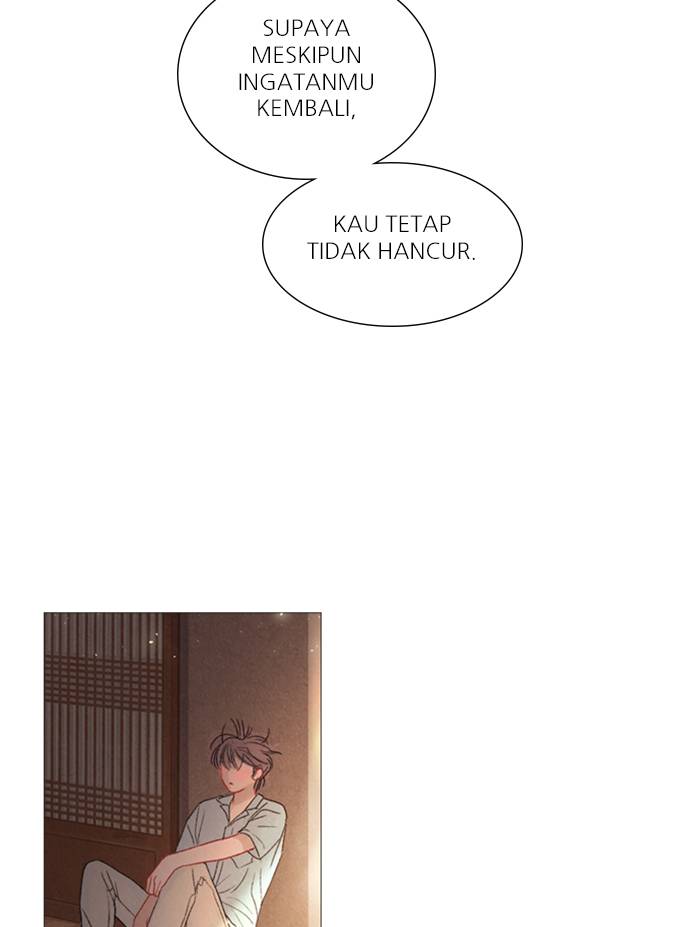 SUPAYA
MESKIPUN
INGATANMU
KEMBALI,
KAU TETAP
TIDAK HANCUR.